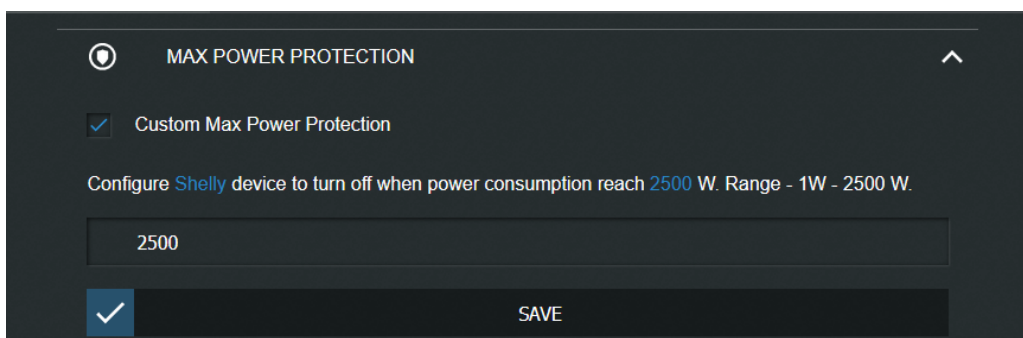 MAX POWER PROTECTION
Custom Max Power Protection
Configure Shelly device to turn off when power consumption reach 2500 W. Range - 1W - 2500 W.
2500
SAVE